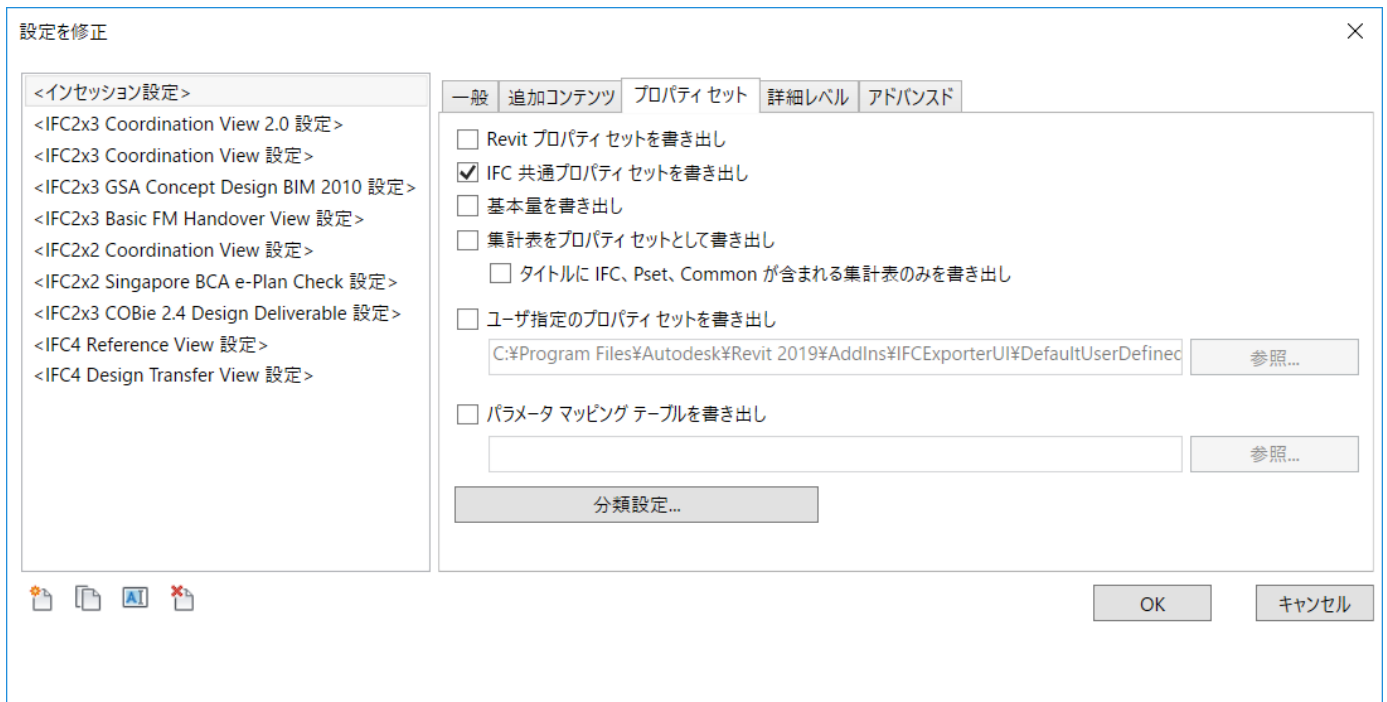 設定を修正
<インセッション設定>
<IFC2x3 Coordination View 2.0 設定>
<IFC2x3 Coordination View 設定>
<IFC2x3 GSA Concept Design BIM 2010 設定>
<IFC2x3 Basic FM Handover View 設定>
<IFC2x2 Coordination View 設定>
<IFC2x2 Singapore BCA e-Plan Check 設定>
<IFC2x3 COBie 2.4 Design Deliverable 設定>
<IFC4 Reference View 設定>
<IFC4 Design Transfer View 設定>
一般 追加コンテンツ プロパティ セット 詳細レベル アドバンスド
Revit プロパティ セットを書き出し
IFC 共通プロパティ セットを書き出し
基本量を書き出し
集計表をプロパティ セットとして書き出し
タイトルに IFC、Pset、Common が含まれる集計表のみを書き出し
ユーザ指定のプロパティ セットを書き出し
C:¥Program Files¥Autodesk¥Revit 2019¥AddIns¥IFCExporterUI¥DefaultUserDefined 参照...
パラメータ マッピング テーブルを書き出し
参照...
分類設定...
AI
OK キャンセル